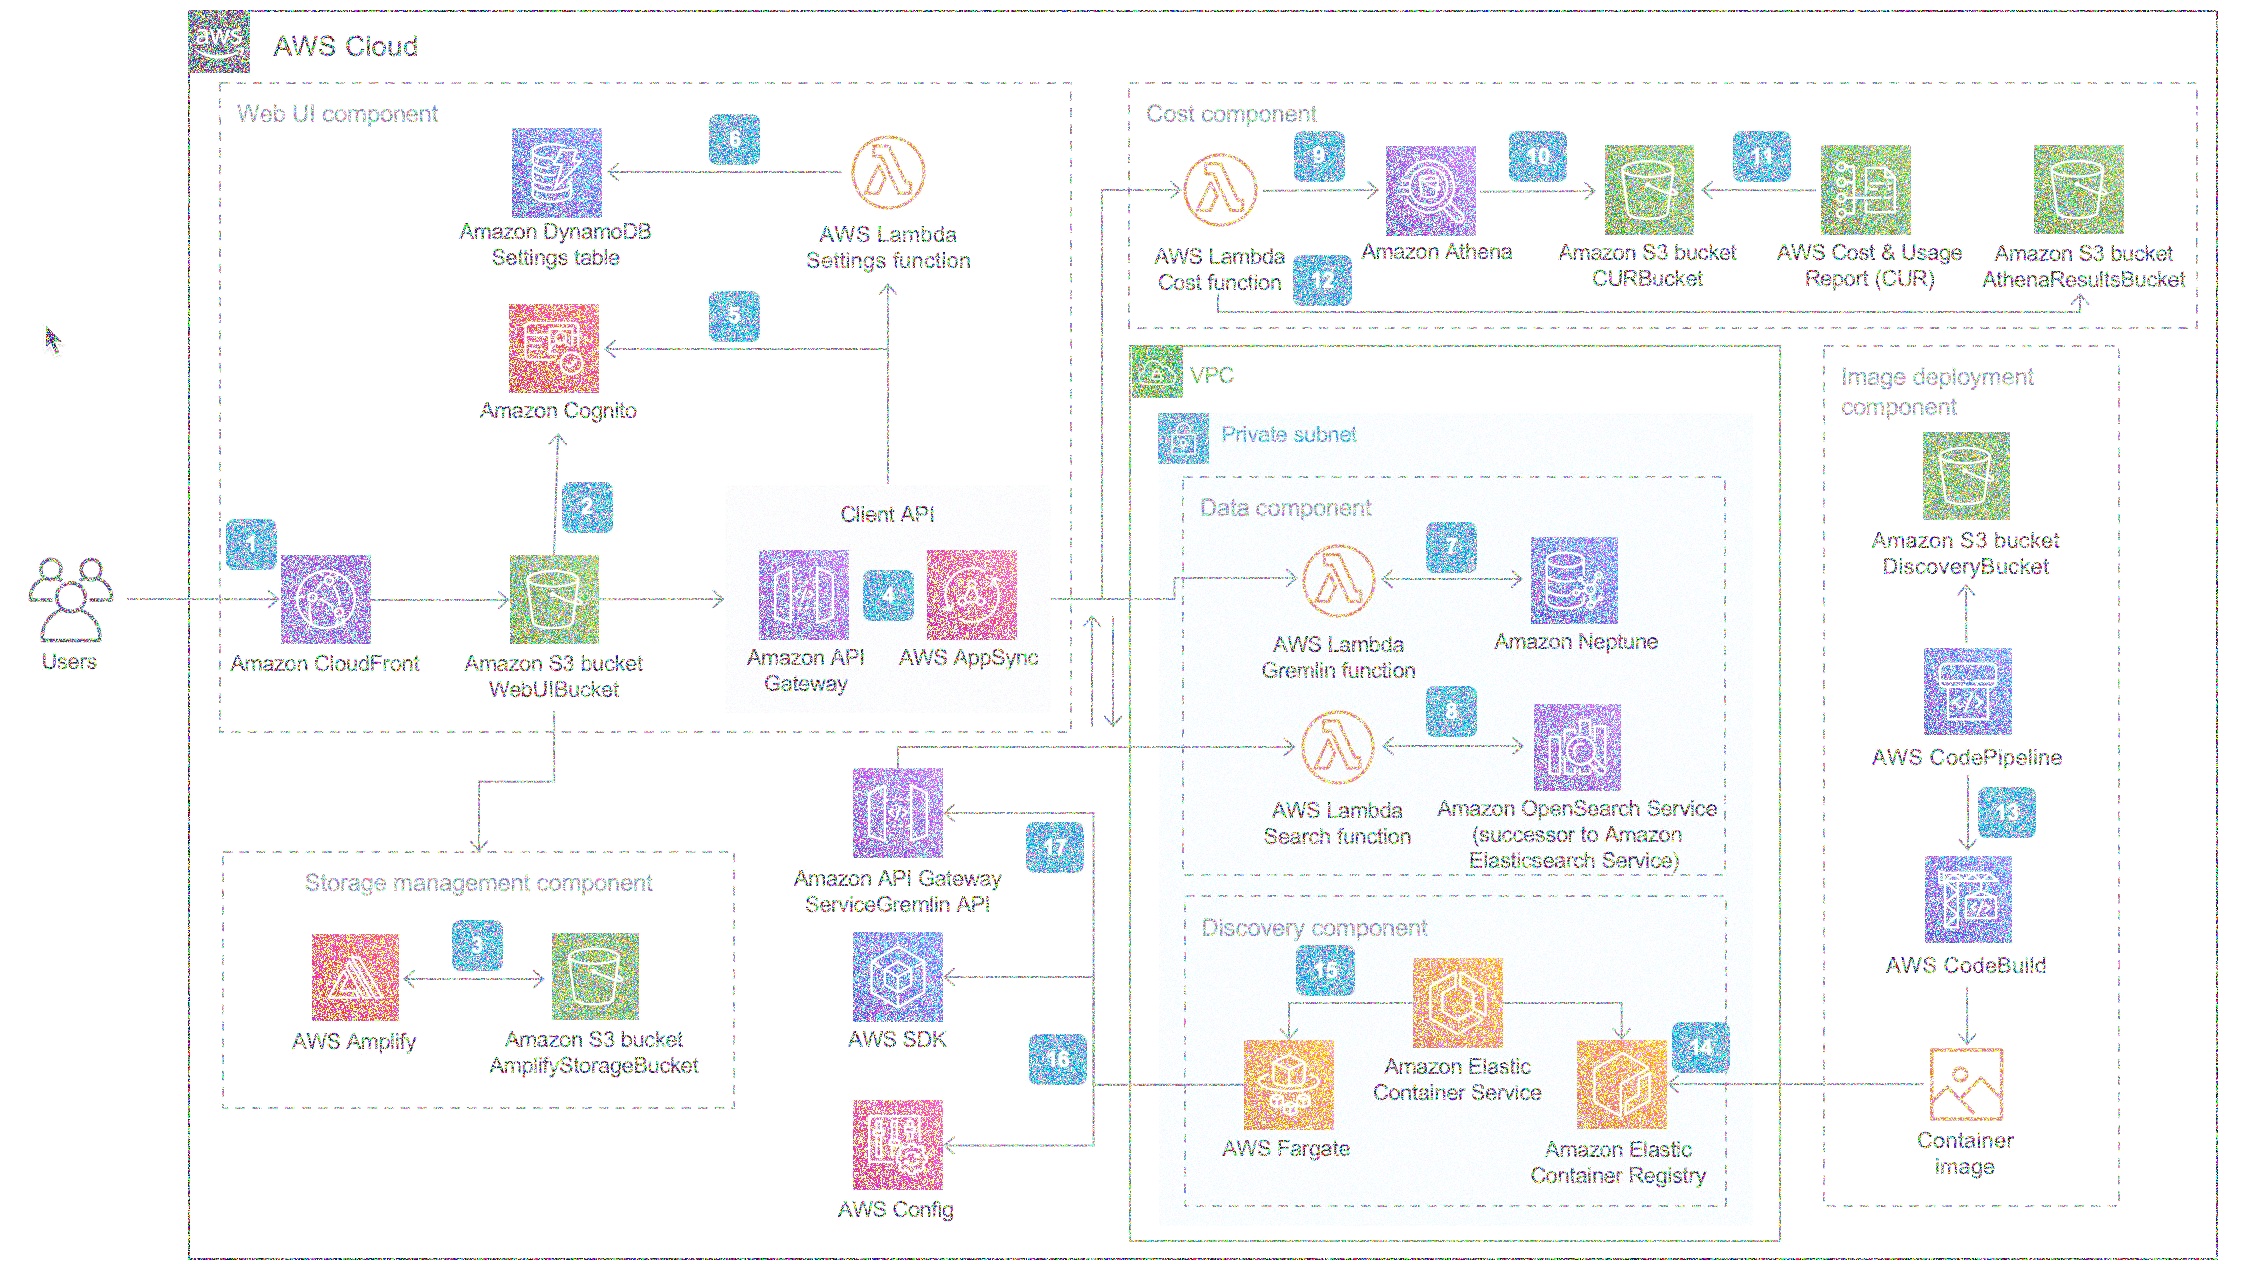 aws
AWS Cloud
Web UI component
6
Amazon DynamoDB
Settings table
AWS Lambda
Settings function
5
Amazon Cognito
2
Client API
1
4
Users
Amazon CloudFront
Amazon S3 bucket
WebUIBucket
Amazon API
Gateway
AWS AppSync
Storage management component
3
AWS Amplify
Amazon S3 bucket
AmplifyStorageBucket
Amazon API Gateway
ServiceGremlin API
17
AWS SDK
16
AWS Config
Cost component
9
10
11
AWS Lambda
Cost function
12
Amazon Athena
Amazon S3 bucket
CURBucket
AWS Cost & Usage
Report (CUR)
Amazon S3 bucket
AthenaResultsBucket
VPC
Private subnet
Data component
7
AWS Lambda
Gremlin function
Amazon Neptune
8
AWS Lambda
Search function
Amazon OpenSearch Service
(successor to Amazon
Elasticsearch Service)
Discovery component
15
Amazon Elastic
Container Service
14
AWS Fargate
Amazon Elastic
Container Registry
Image deployment
component
Amazon S3 bucket
DiscoveryBucket
AWS CodePipeline
13
AWS CodeBuild
Container
image